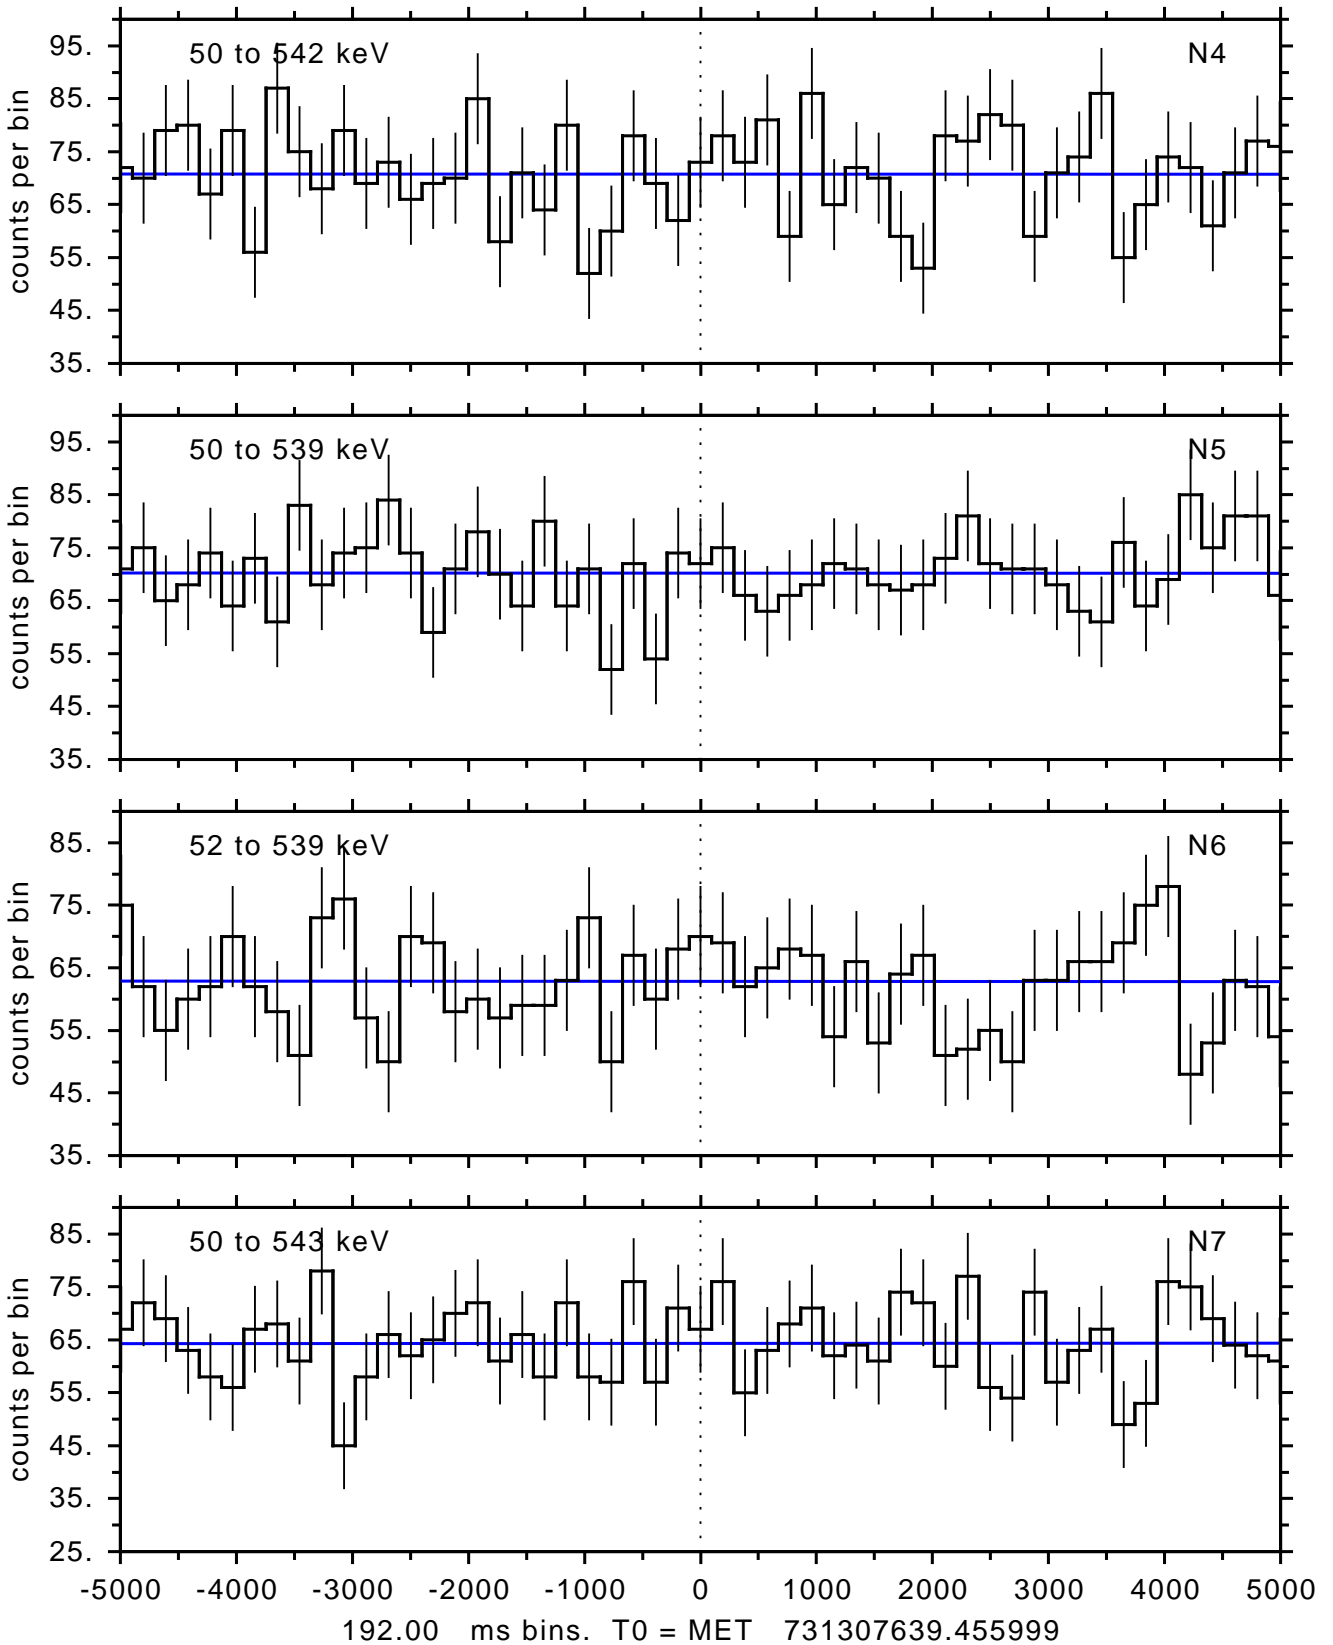 50 to 542 keV N4
95.
85.
75.
65.
55.
45.
35.
counts per bin
50 to 539 keV N5
95.
85.
75.
65.
55.
45.
35.
counts per bin
52 to 539 keV N6
85.
75.
65.
55.
45.
35.
counts per bin
50 to 543 keV N7
85.
75.
65.
55.
45.
35.
25.
counts per bin
-5000 -4000 -3000 -2000 -1000 0 1000 2000 3000 4000 5000
192.00 ms bins. T0 = MET 731307639.455999